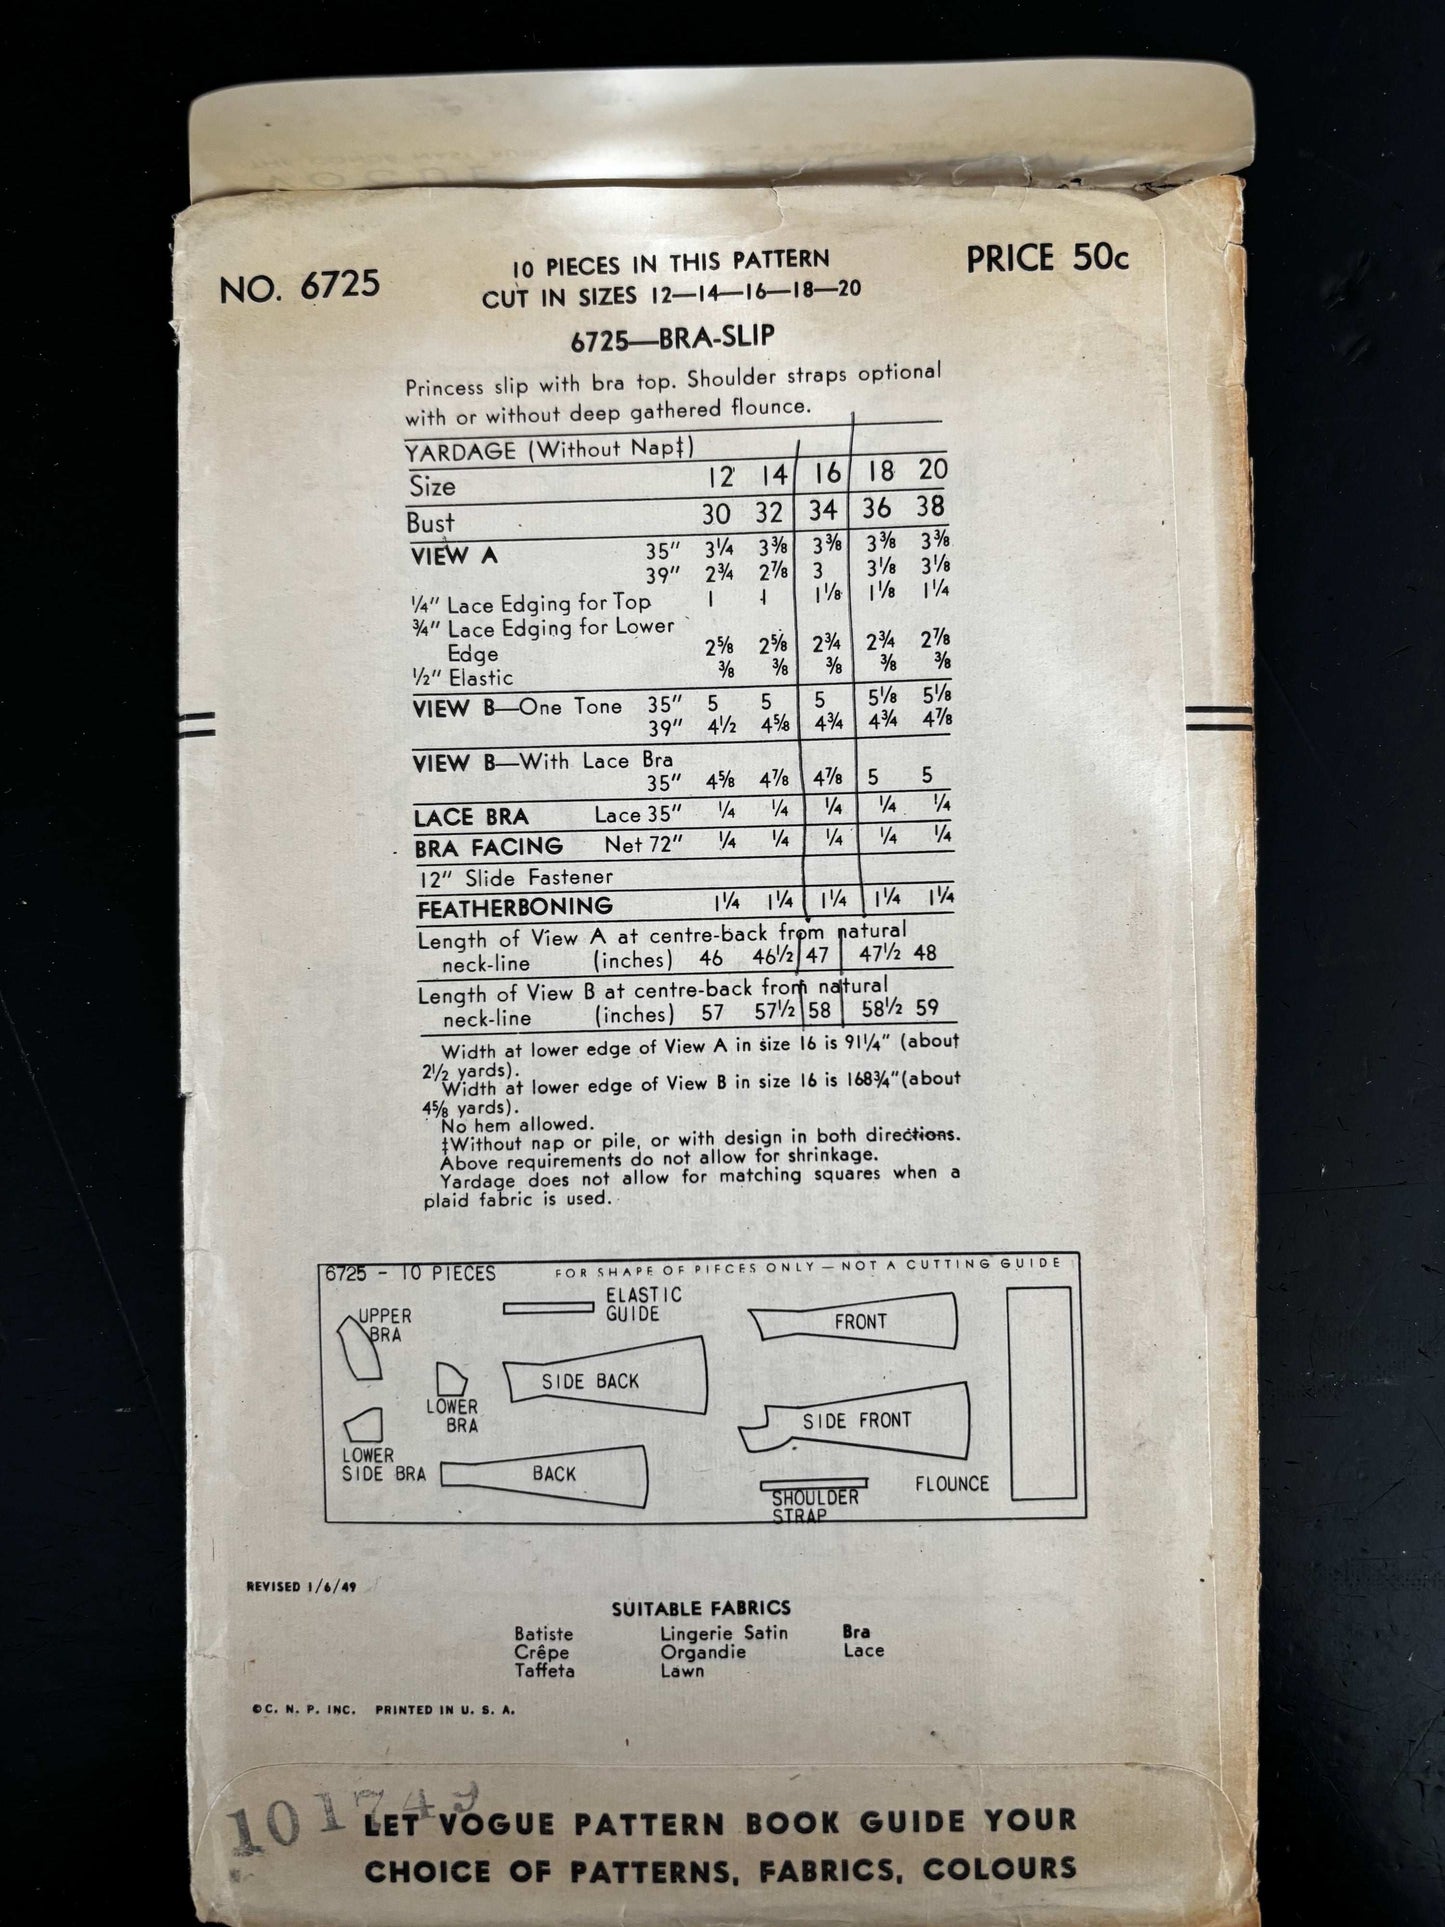 NO. 6725
10 PIECES IN THIS PATTERN
PRICE 50c
CUT IN SIZES 12—14—16—18—20
6725—BRA-SLIP
Princess slip with bra top. Shoulder straps optional
with or without deep gathered flounce.
YARDAGE (Without Nap‡)
Size 12 14 16 18 20
Bust 30 32 34 36 38
VIEW A 35" 3¼ 3⅜ 3⅜ 3⅜ 3⅜
39" 2¾ 2⅞ 3 3⅛ 3⅛
¼" Lace Edging for Top 1 1 1⅛ 1⅛ 1¼
¾" Lace Edging for Lower
Edge 2⅝ 2⅝ 2¾ 2¾ 2⅞
½" Elastic ⅜ ⅜ ⅜ ⅜ ⅜
VIEW B—One Tone 35" 5 5 5 5⅛ 5⅛
39" 4½ 4⅝ 4¾ 4¾ 4⅞
VIEW B—With Lace Bra
35" 4⅝ 4⅞ 4⅞ 5 5
LACE BRA Lace 35" ¼ ¼ ¼ ¼ ¼
BRA FACING Net 72" ¼ ¼ ¼ ¼ ¼
12" Slide Fastener
FEATHERBONING 1¼ 1¼ 1¼ 1¼ 1¼
Length of View A at centre-back from natural
neck-line (inches) 46 46½ 47 47½ 48
Length of View B at centre-back from natural
neck-line (inches) 57 57½ 58 58½ 59
Width at lower edge of View A in size 16 is 91¼" (about
2½ yards).
Width at lower edge of View B in size 16 is 168¾" (about
4⅝ yards).
No hem allowed.
‡Without nap or pile, or with design in both directions.
Above requirements do not allow for shrinkage.
Yardage does not allow for matching squares when a
plaid fabric is used.
6725 - 10 PIECES
FOR SHAPE OF PIECES ONLY — NOT A CUTTING GUIDE
UPPER
BRA
ELASTIC
GUIDE
FRONT
SIDE BACK
LOWER
BRA
SIDE FRONT
LOWER
SIDE BRA
BACK
SHOULDER
STRAP
FLOUNCE
REVISED 1/6/49
SUITABLE FABRICS
Batiste Lingerie Satin Bra
Crêpe Organdie Lace
Taffeta Lawn
©C. N. P. INC. PRINTED IN U. S. A.
101749
LET VOGUE PATTERN BOOK GUIDE YOUR
CHOICE OF PATTERNS, FABRICS, COLOURS